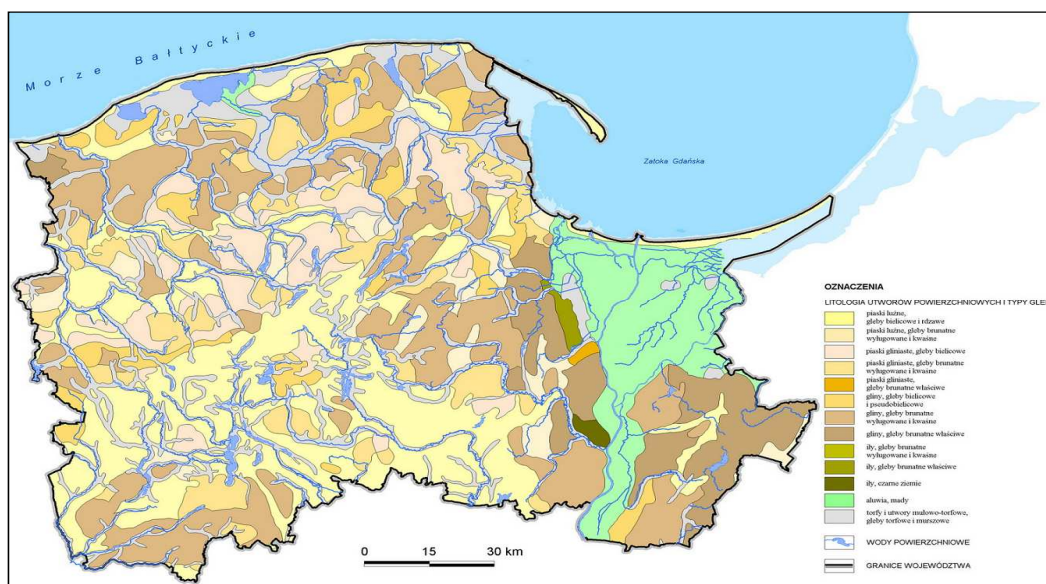 Morze Bałtyckie
Zatoka Gdańska
OZNACZENIA
LITOLOGIA UTWORÓW POWIERZCHNIOWYCH I TYPY GLEB
piaski luźne,
gleby bielicowe i rdzawe
piaski luźne, gleby brunatne
wyługowane i kwaśne
piaski gliniaste, gleby bielicowe
piaski gliniaste, gleby brunatne
wyługowane i kwaśne
piaski gliniaste,
gleby brunatne właściwe
gliny, gleby bielicowe
i pseudobielicowe
gliny, gleby brunatne
wyługowane i kwaśne
gliny, gleby brunatne właściwe
iły, gleby brunatne
wyługowane i kwaśne
iły, gleby brunatne właściwe
iły, czarne ziemie
aluwia, mady
torfy i utwory mułowo-torfowe,
gleby torfowe i murszowe
WODY POWIERZCHNIOWE
GRANICE WOJEWÓDZTWA
0 15 30 km